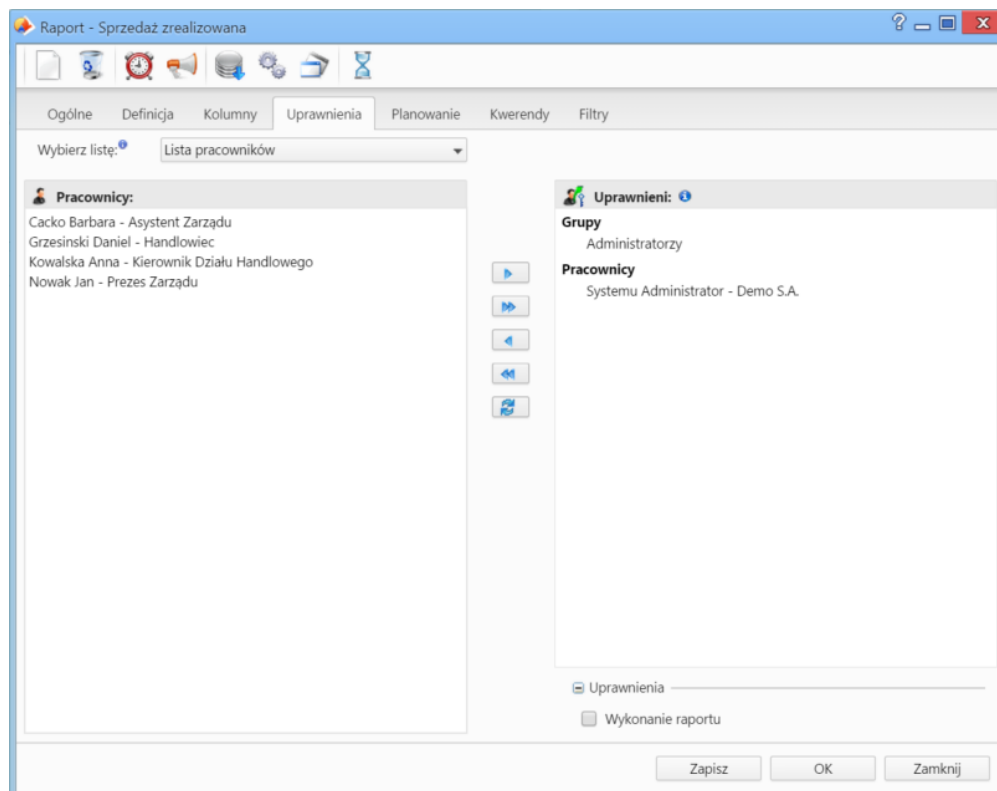 Raport - Sprzedaż zrealizowana
Ogólne Definicja Kolumny Uprawnienia Planowanie Kwerendy Filtry
Wybierz listę: Lista pracowników
Pracownicy:
Cacko Barbara - Asystent Zarządu
Grzesinski Daniel - Handlowiec
Kowalska Anna - Kierownik Działu Handlowego
Nowak Jan - Prezes Zarządu
Uprawnieni:
Grupy
Administratorzy
Pracownicy
Systemu Administrator - Demo S.A.
Uprawnienia
Wykonanie raportu
Zapisz OK Zamknij